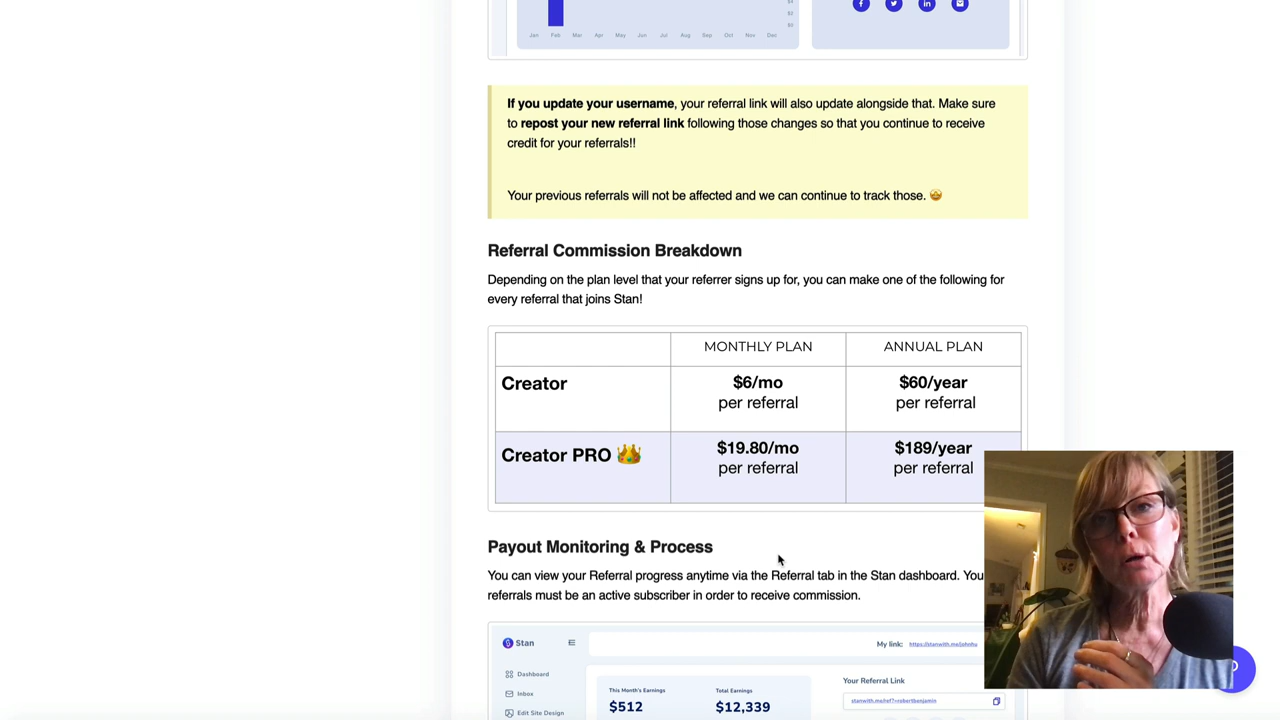 $4
$2
$0
Jan Feb Mar Apr May Jun Jul Aug Sep Oct Nov Dec
If you update your username, your referral link will also update alongside that. Make sure
to repost your new referral link following those changes so that you continue to receive
credit for your referrals!!
Your previous referrals will not be affected and we can continue to track those. 🤩
Referral Commission Breakdown
Depending on the plan level that your referrer signs up for, you can make one of the following for
every referral that joins Stan!
MONTHLY PLAN ANNUAL PLAN
Creator $6/mo $60/year
per referral per referral
Creator PRO 👑 $19.80/mo $189/year
per referral per referral
Payout Monitoring & Process
You can view your Referral progress anytime via the Referral tab in the Stan dashboard. You
referrals must be an active subscriber in order to receive commission.
Stan My link:
Dashboard
This Month's Earnings Total Earnings Your Referral Link
Inbox
$512 $12,339 stanwith.me/ref?=robertbenjamin
Edit Site Design